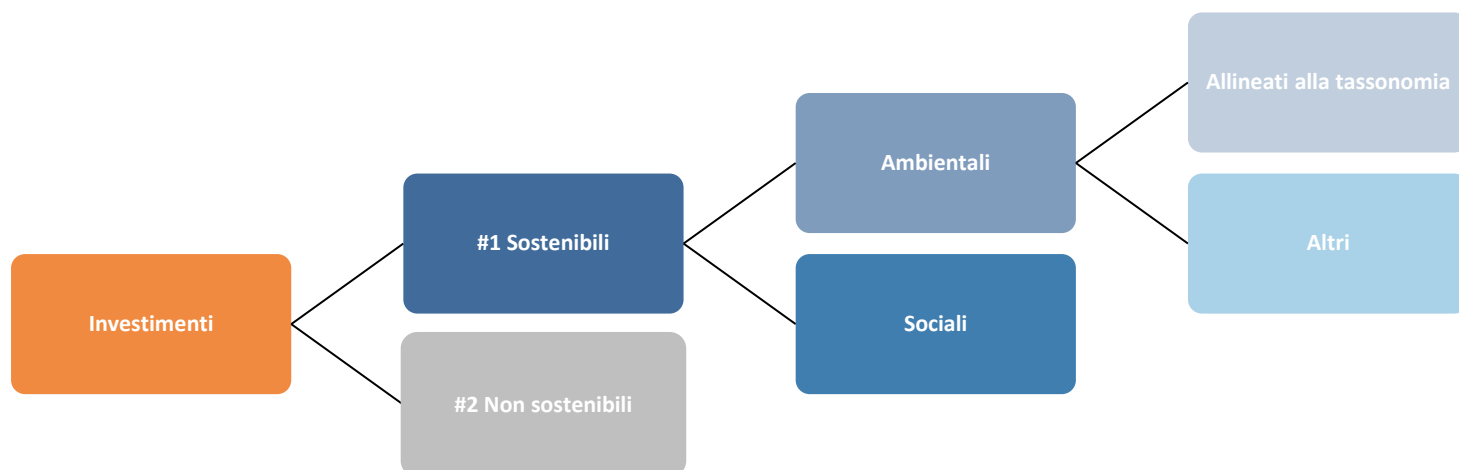 Investimenti
#1 Sostenibili
#2 Non sostenibili
Ambientali
Sociali
Allineati alla tassonomia
Altri